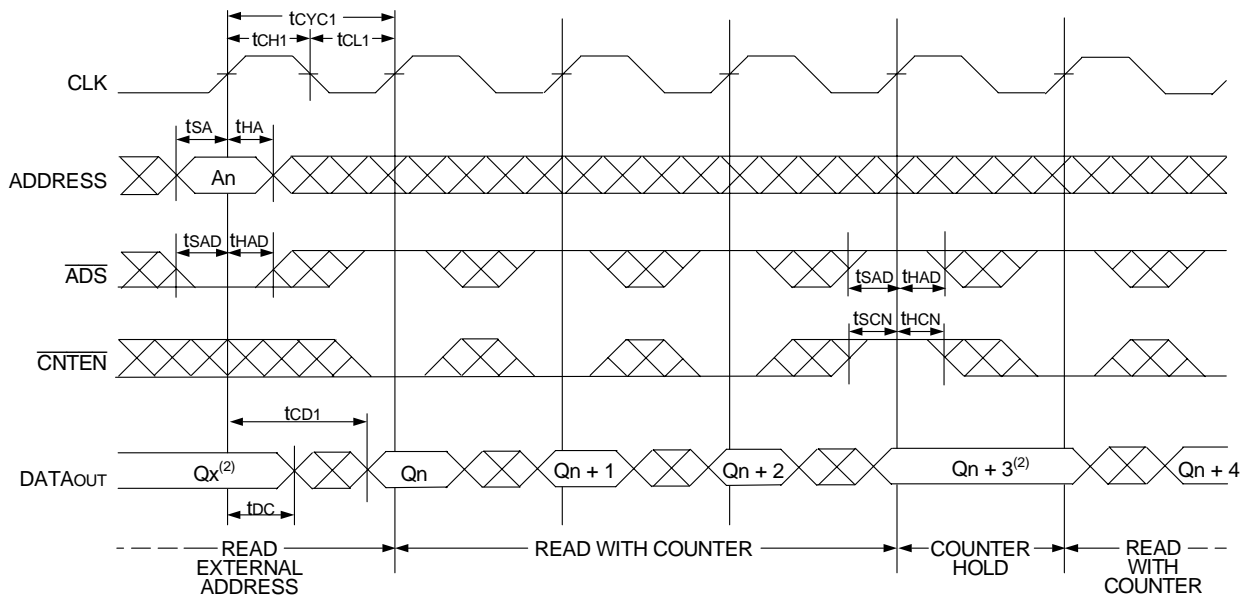 tCYC1
tCH1 tCL1
CLK
tSA tHA
ADDRESS An
tSAD tHAD
ADS
tSAD tHAD
tSCN tHCN
CNTEN
tCD1
DATAOUT Qx(2) Qn Qn + 1 Qn + 2 Qn + 3(2) Qn + 4
tDC
READ EXTERNAL ADDRESS
READ WITH COUNTER
COUNTER HOLD
READ WITH COUNTER